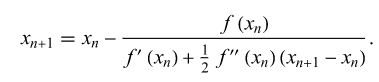 x_{n+1} = x_n - \frac{f(x_n)}{f'(x_n) + \frac{1}{2} f''(x_n)(x_{n+1} - x_n)}.